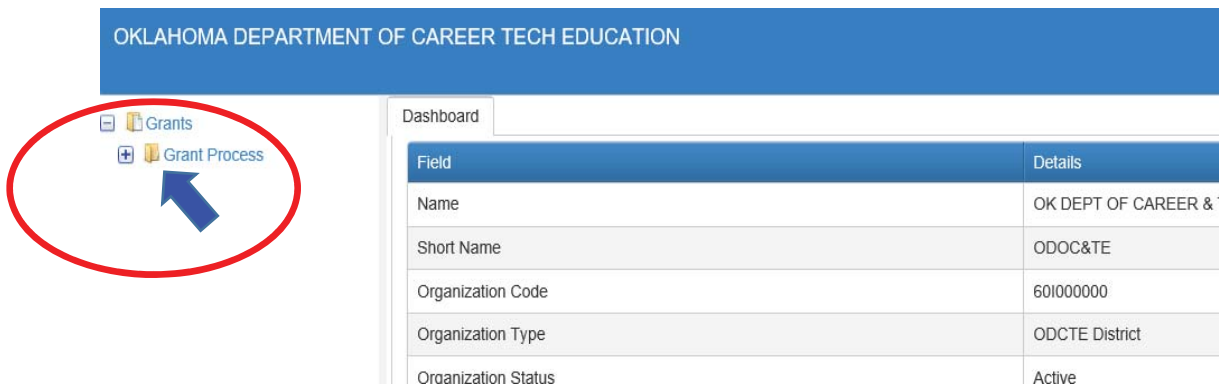 OKLAHOMA DEPARTMENT OF CAREER TECH EDUCATION
Grants
Grant Process
Dashboard
Field Details
Name OK DEPT OF CAREER &
Short Name ODOC&TE
Organization Code 60I000000
Organization Type ODCTE District
Organization Status Active